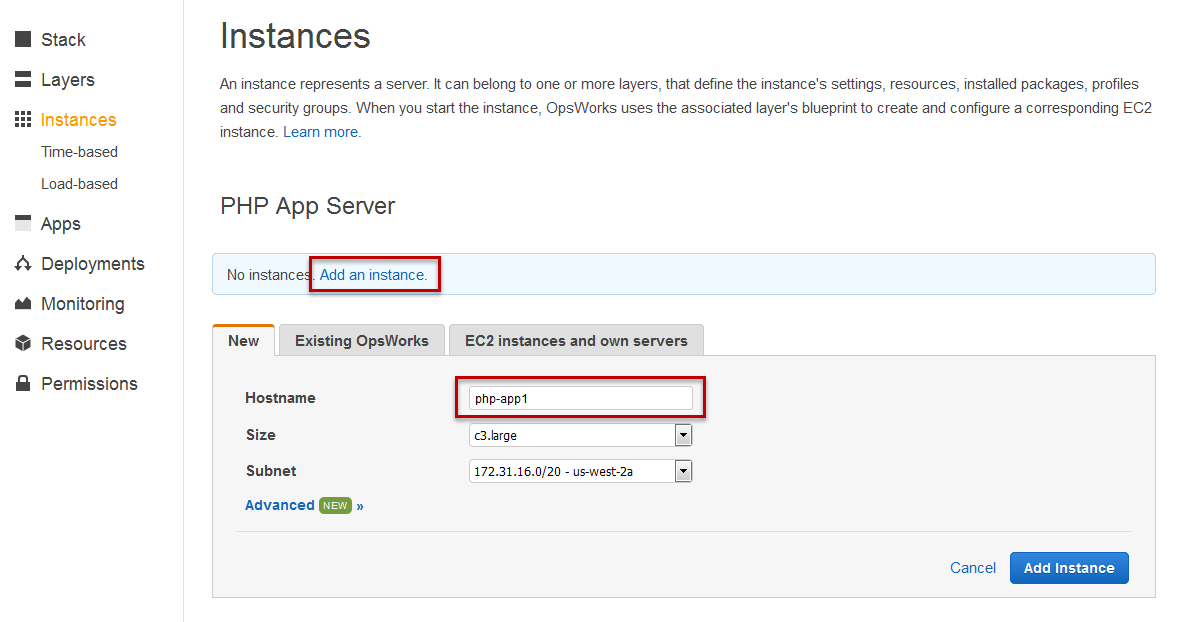 Stack
Layers
Instances
Time-based
Load-based
Apps
Deployments
Monitoring
Resources
Permissions
Instances
An instance represents a server. It can belong to one or more layers, that define the instance's settings, resources, installed packages, profiles
and security groups. When you start the instance, OpsWorks uses the associated layer's blueprint to create and configure a corresponding EC2
instance. Learn more.
PHP App Server
No instances. Add an instance.
New Existing OpsWorks EC2 instances and own servers
Hostname php-app1
Size c3.large
Subnet 172.31.16.0/20 - us-west-2a
Advanced NEW »
Cancel Add Instance